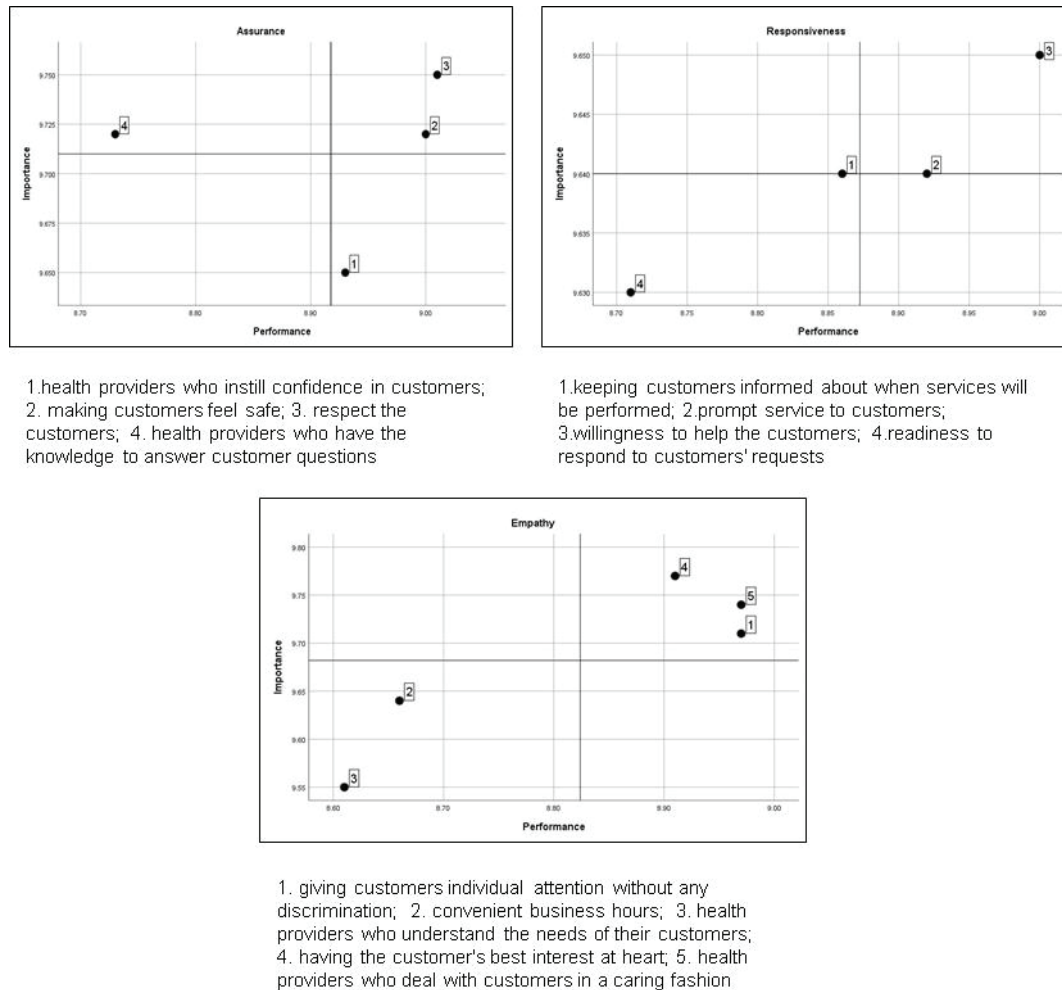 Assurance
3
9.750
4
2
9.725
Importance
9.700
9.675
1
9.650
8.70
8.80
8.90
9.00
Performance
1.health providers who instill confidence in customers;
2. making customers feel safe; 3. respect the
customers; 4. health providers who have the
knowledge to answer customer questions
Responsiveness
3
9.650
9.645
Importance
1
2
9.640
9.635
4
9.630
8.70
8.75
8.80
8.85
8.90
8.95
9.00
Performance
1.keeping customers informed about when services will
be performed; 2.prompt service to customers;
3.willingness to help the customers; 4.readiness to
respond to customers' requests
Empathy
9.80
4
9.75
5
1
9.70
Importance
9.65
2
9.60
3
9.55
8.60
8.70
8.80
8.90
9.00
Performance
1. giving customers individual attention without any
discrimination; 2. convenient business hours; 3. health
providers who understand the needs of their customers;
4. having the customer's best interest at heart; 5. health
providers who deal with customers in a caring fashion